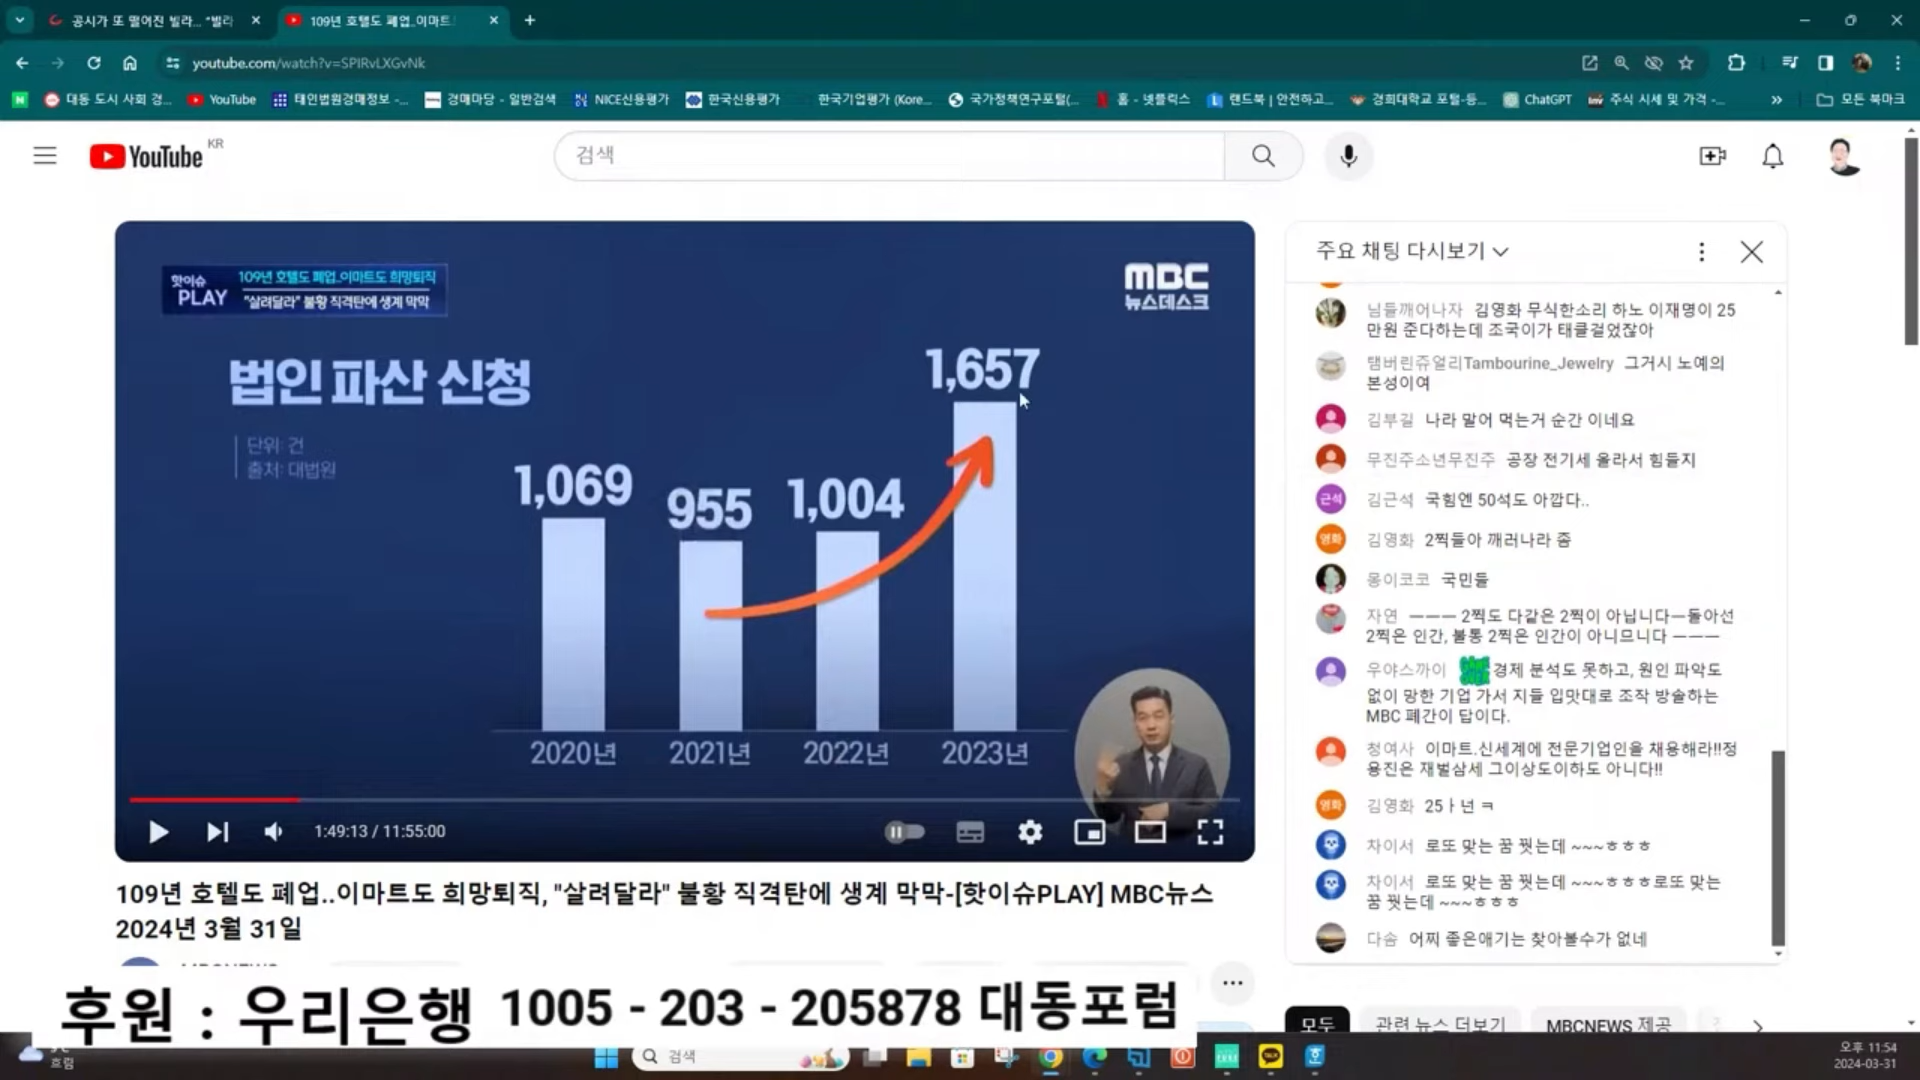 공시가 또 떨어진 빌라... "빌라
109년 호텔도 폐업..이마트
youtube.com/watch?v=SPIRvLXGvNk
대동 도시 사회 경...
YouTube
태인법원경매정보 -...
경매마당 - 일반검색
NICE신용평가
한국신용평가
한국기업평가 (Kore...
국가정책연구포털(...
홈 - 넷플릭스
랜드북 | 안전하고...
경희대학교 포털-등...
ChatGPT
주식 시세 및 가격 -...
모든 북마크
YouTube KR
검색
핫이슈 PLAY
109년 호텔도 폐업..이마트도 희망퇴직
"살려달라" 불황 직격탄에 생계 막막
MBC
뉴스데스크
법인 파산 신청
단위: 건
출처: 대법원
1,069
955
1,004
1,657
2020년
2021년
2022년
2023년
1:49:13 / 11:55:00
109년 호텔도 폐업..이마트도 희망퇴직, "살려달라" 불황 직격탄에 생계 막막-[핫이슈PLAY] MBC뉴스
2024년 3월 31일
주요 채팅 다시보기
님들깨어나자 김영화 무식한소리 하노 이재명이 25
만원 준다하는데 조국이가 태클걸었잖아
탬버린쥬얼리Tambourine_Jewelry 그거시 노예의
본성이여
김부길 나라 말어 먹는거 순간 이네요
무진주소년무진주 공장 전기세 올라서 힘들지
근석 김근석 국힘엔 50석도 아깝다..
영화 김영화 2찍들아 깨러나라 좀
몽이코코 국민들
자연 ㅡㅡㅡ 2찍도 다같은 2찍이 아닙니다ㅡ돌아선
2찍은 인간, 불통 2찍은 인간이 아니므니다 ㅡㅡㅡ
우야스까이 GAME OVER 경제 분석도 못하고, 원인 파악도
없이 망한 기업 가서 지들 입맛대로 조작 방솔하는
MBC 폐간이 답이다.
청여사 이마트.신세계에 전문기업인을 채용해라!!정
용진은 재벌삼세 그이상도이하도 아니다!!
영화 김영화 25ㅏ넌 ㅋ
차이서 로또 맞는 꿈 꿧는데 ~~~ㅎㅎㅎ
차이서 로또 맞는 꿈 꿧는데 ~~~ㅎㅎㅎ로또 맞는
꿈 꿧는데 ~~~ㅎㅎㅎ
다솜 어찌 좋은얘기는 찾아볼수가 없네
모두
관련 뉴스 더보기
MBCNEWS 제공
후원 : 우리은행 1005 - 203 - 205878 대동포럼
흐림
검색
오후 11:54
2024-03-31